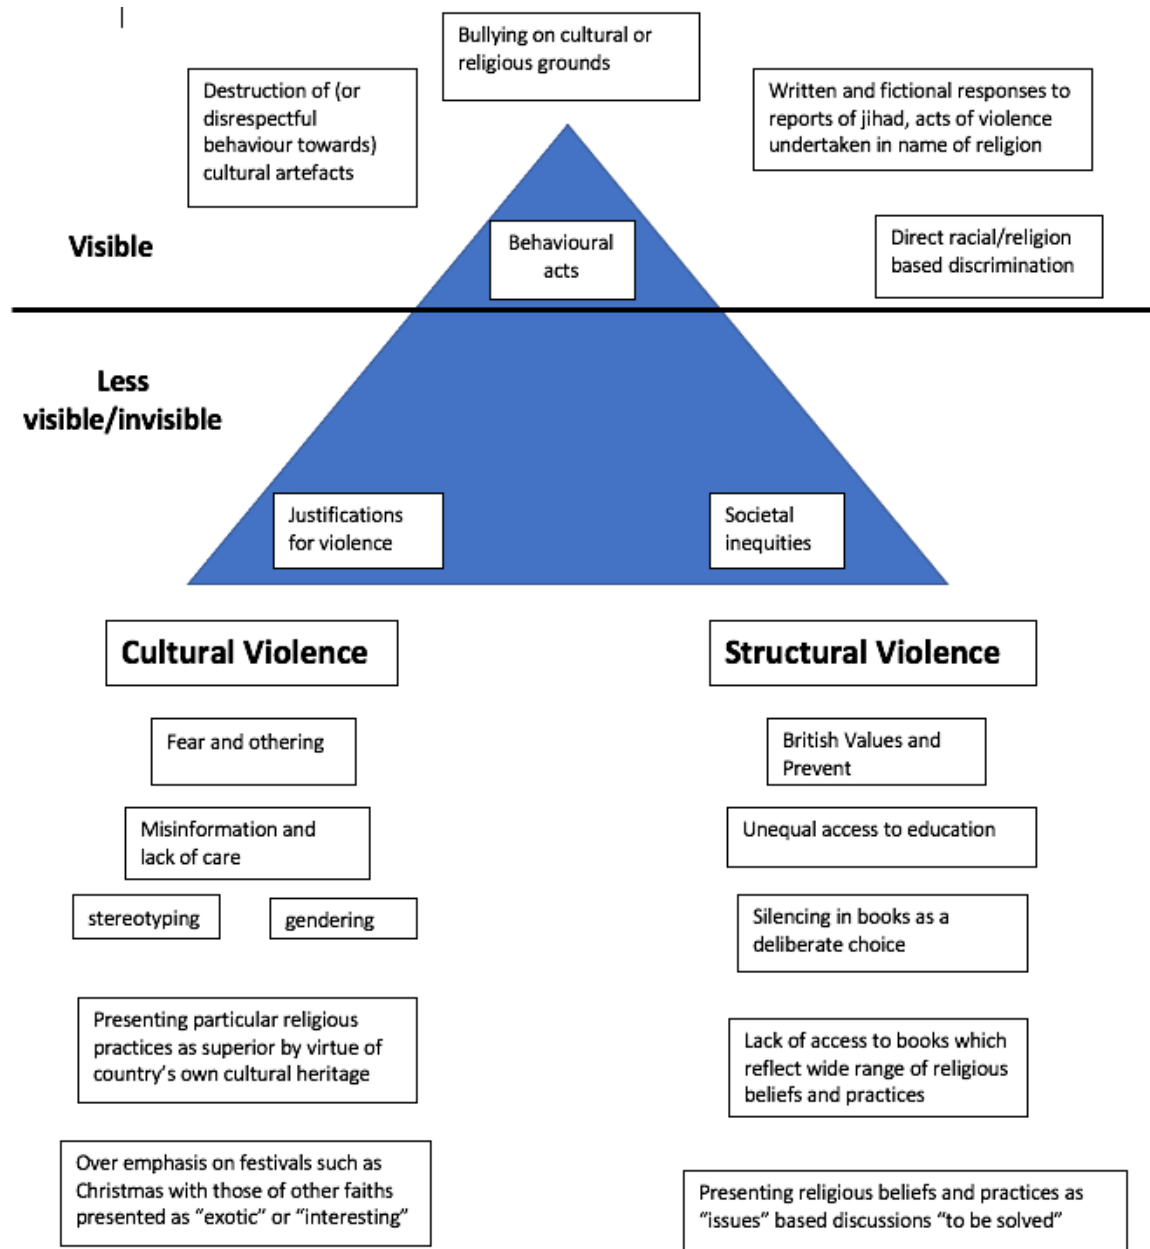 Bullying on cultural or
religious grounds
Destruction of (or
disrespectful
behaviour towards)
cultural artefacts
Written and fictional responses to
reports of jihad, acts of violence
undertaken in name of religion
Visible
Behavioural
acts
Direct racial/religion
based discrimination
Less
visible/invisible
Justifications
for violence
Societal
inequities
Cultural Violence
Structural Violence
Fear and othering
British Values and
Prevent
Misinformation and
lack of care
Unequal access to education
stereotyping
gendering
Silencing in books as a
deliberate choice
Presenting particular religious
practices as superior by virtue of
country’s own cultural heritage
Lack of access to books which
reflect wide range of religious
beliefs and practices
Over emphasis on festivals such as
Christmas with those of other faiths
presented as “exotic” or “interesting”
Presenting religious beliefs and practices as
“issues” based discussions “to be solved”